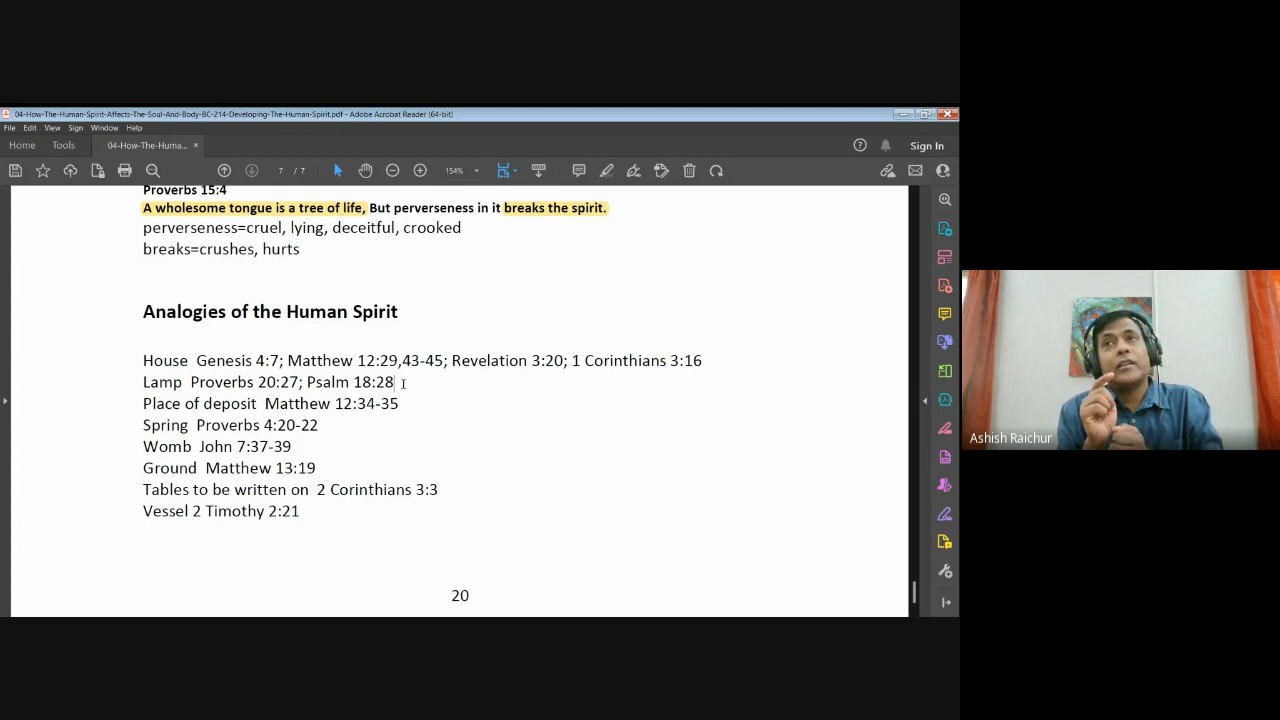 04-How-The-Human-Spirit-Affects-The-Soul-And-Body-BC-214-Developing-The-Human-Spirit.pdf - Adobe Acrobat Reader (64-bit)
File Edit View Sign Window Help
Home Tools 04-How-The-Huma... × Sign In
7 / 7 154%
Proverbs 15:4
A wholesome tongue is a tree of life, But perverseness in it breaks the spirit.
perverseness=cruel, lying, deceitful, crooked
breaks=crushes, hurts
Analogies of the Human Spirit
House Genesis 4:7; Matthew 12:29,43-45; Revelation 3:20; 1 Corinthians 3:16
Lamp Proverbs 20:27; Psalm 18:28
Place of deposit Matthew 12:34-35
Spring Proverbs 4:20-22
Womb John 7:37-39
Ground Matthew 13:19
Tables to be written on 2 Corinthians 3:3
Vessel 2 Timothy 2:21
20
Ashish Raichur